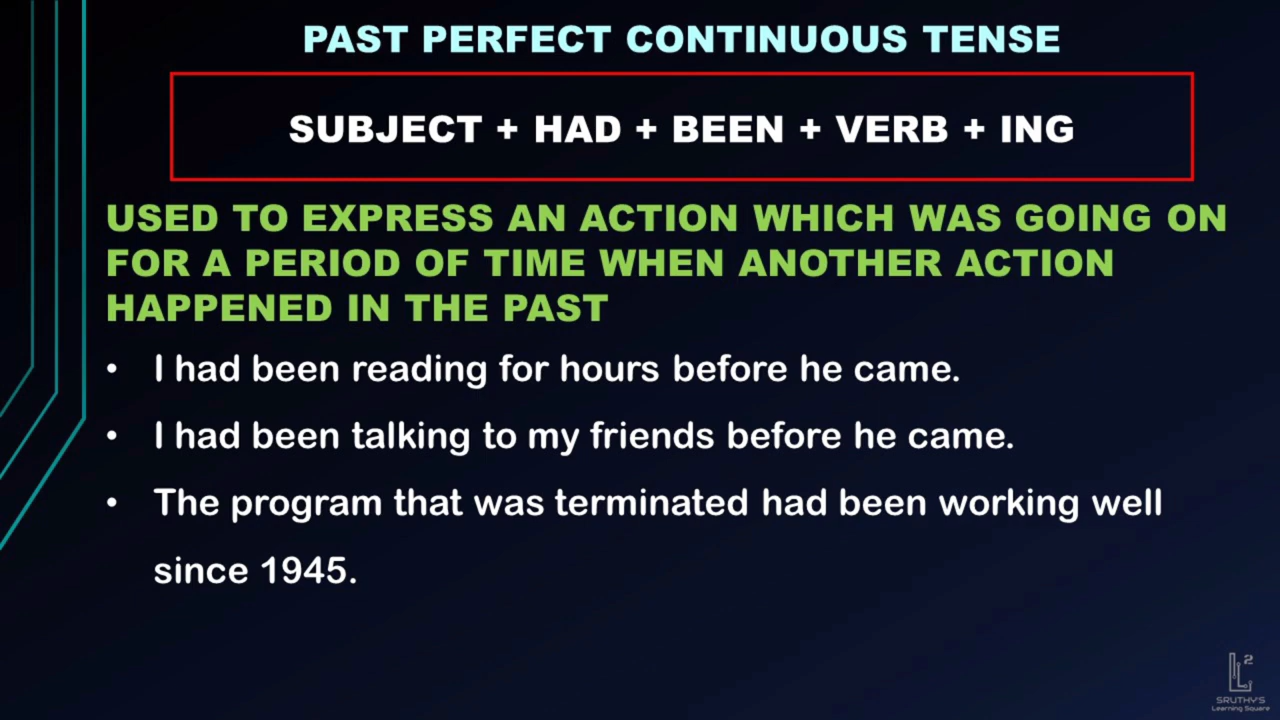 PAST PERFECT CONTINUOUS TENSE
SUBJECT + HAD + BEEN + VERB + ING
USED TO EXPRESS AN ACTION WHICH WAS GOING ON
FOR A PERIOD OF TIME WHEN ANOTHER ACTION
HAPPENED IN THE PAST
• I had been reading for hours before he came.
• I had been talking to my friends before he came.
• The program that was terminated had been working well
since 1945.
L2
SRUTHY'S
Learning Square